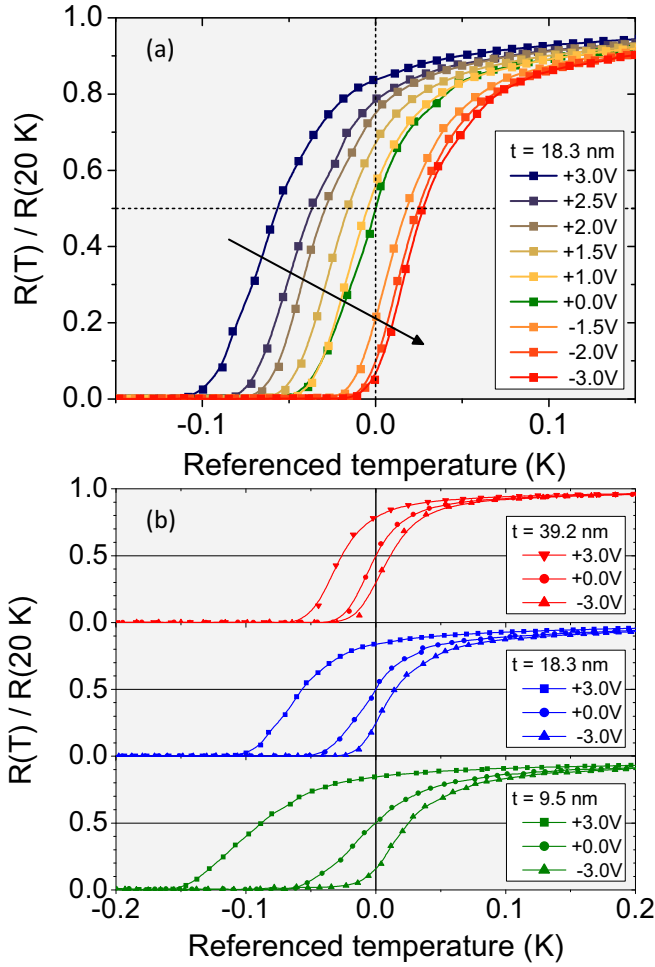 (a)
R(T) / R(20 K)
1.0
0.8
0.6
0.4
0.2
0.0
t = 18.3 nm
+3.0V
+2.5V
+2.0V
+1.5V
+1.0V
+0.0V
-1.5V
-2.0V
-3.0V
-0.1 0.0 0.1
Referenced temperature (K)
(b)
R(T) / R(20 K)
1.0
0.5
0.0
t = 39.2 nm
+3.0V
+0.0V
-3.0V
0.5
0.0
t = 18.3 nm
+3.0V
+0.0V
-3.0V
0.5
0.0
t = 9.5 nm
+3.0V
+0.0V
-3.0V
-0.2 -0.1 0.0 0.1 0.2
Referenced temperature (K)